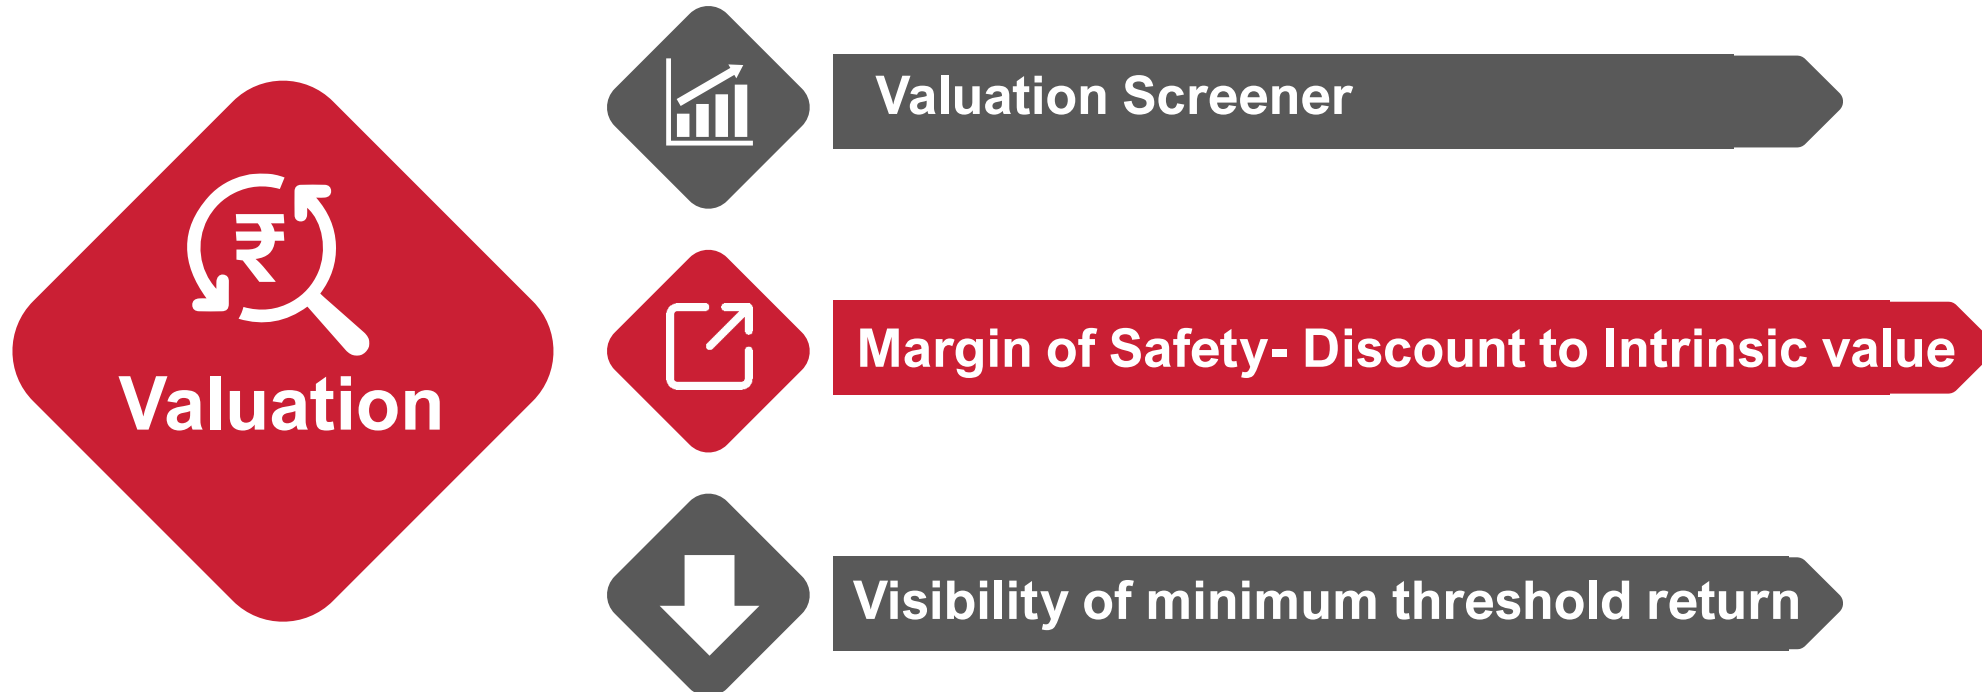 ₹
Valuation
Valuation Screener
Margin of Safety- Discount to Intrinsic value
Visibility of minimum threshold return